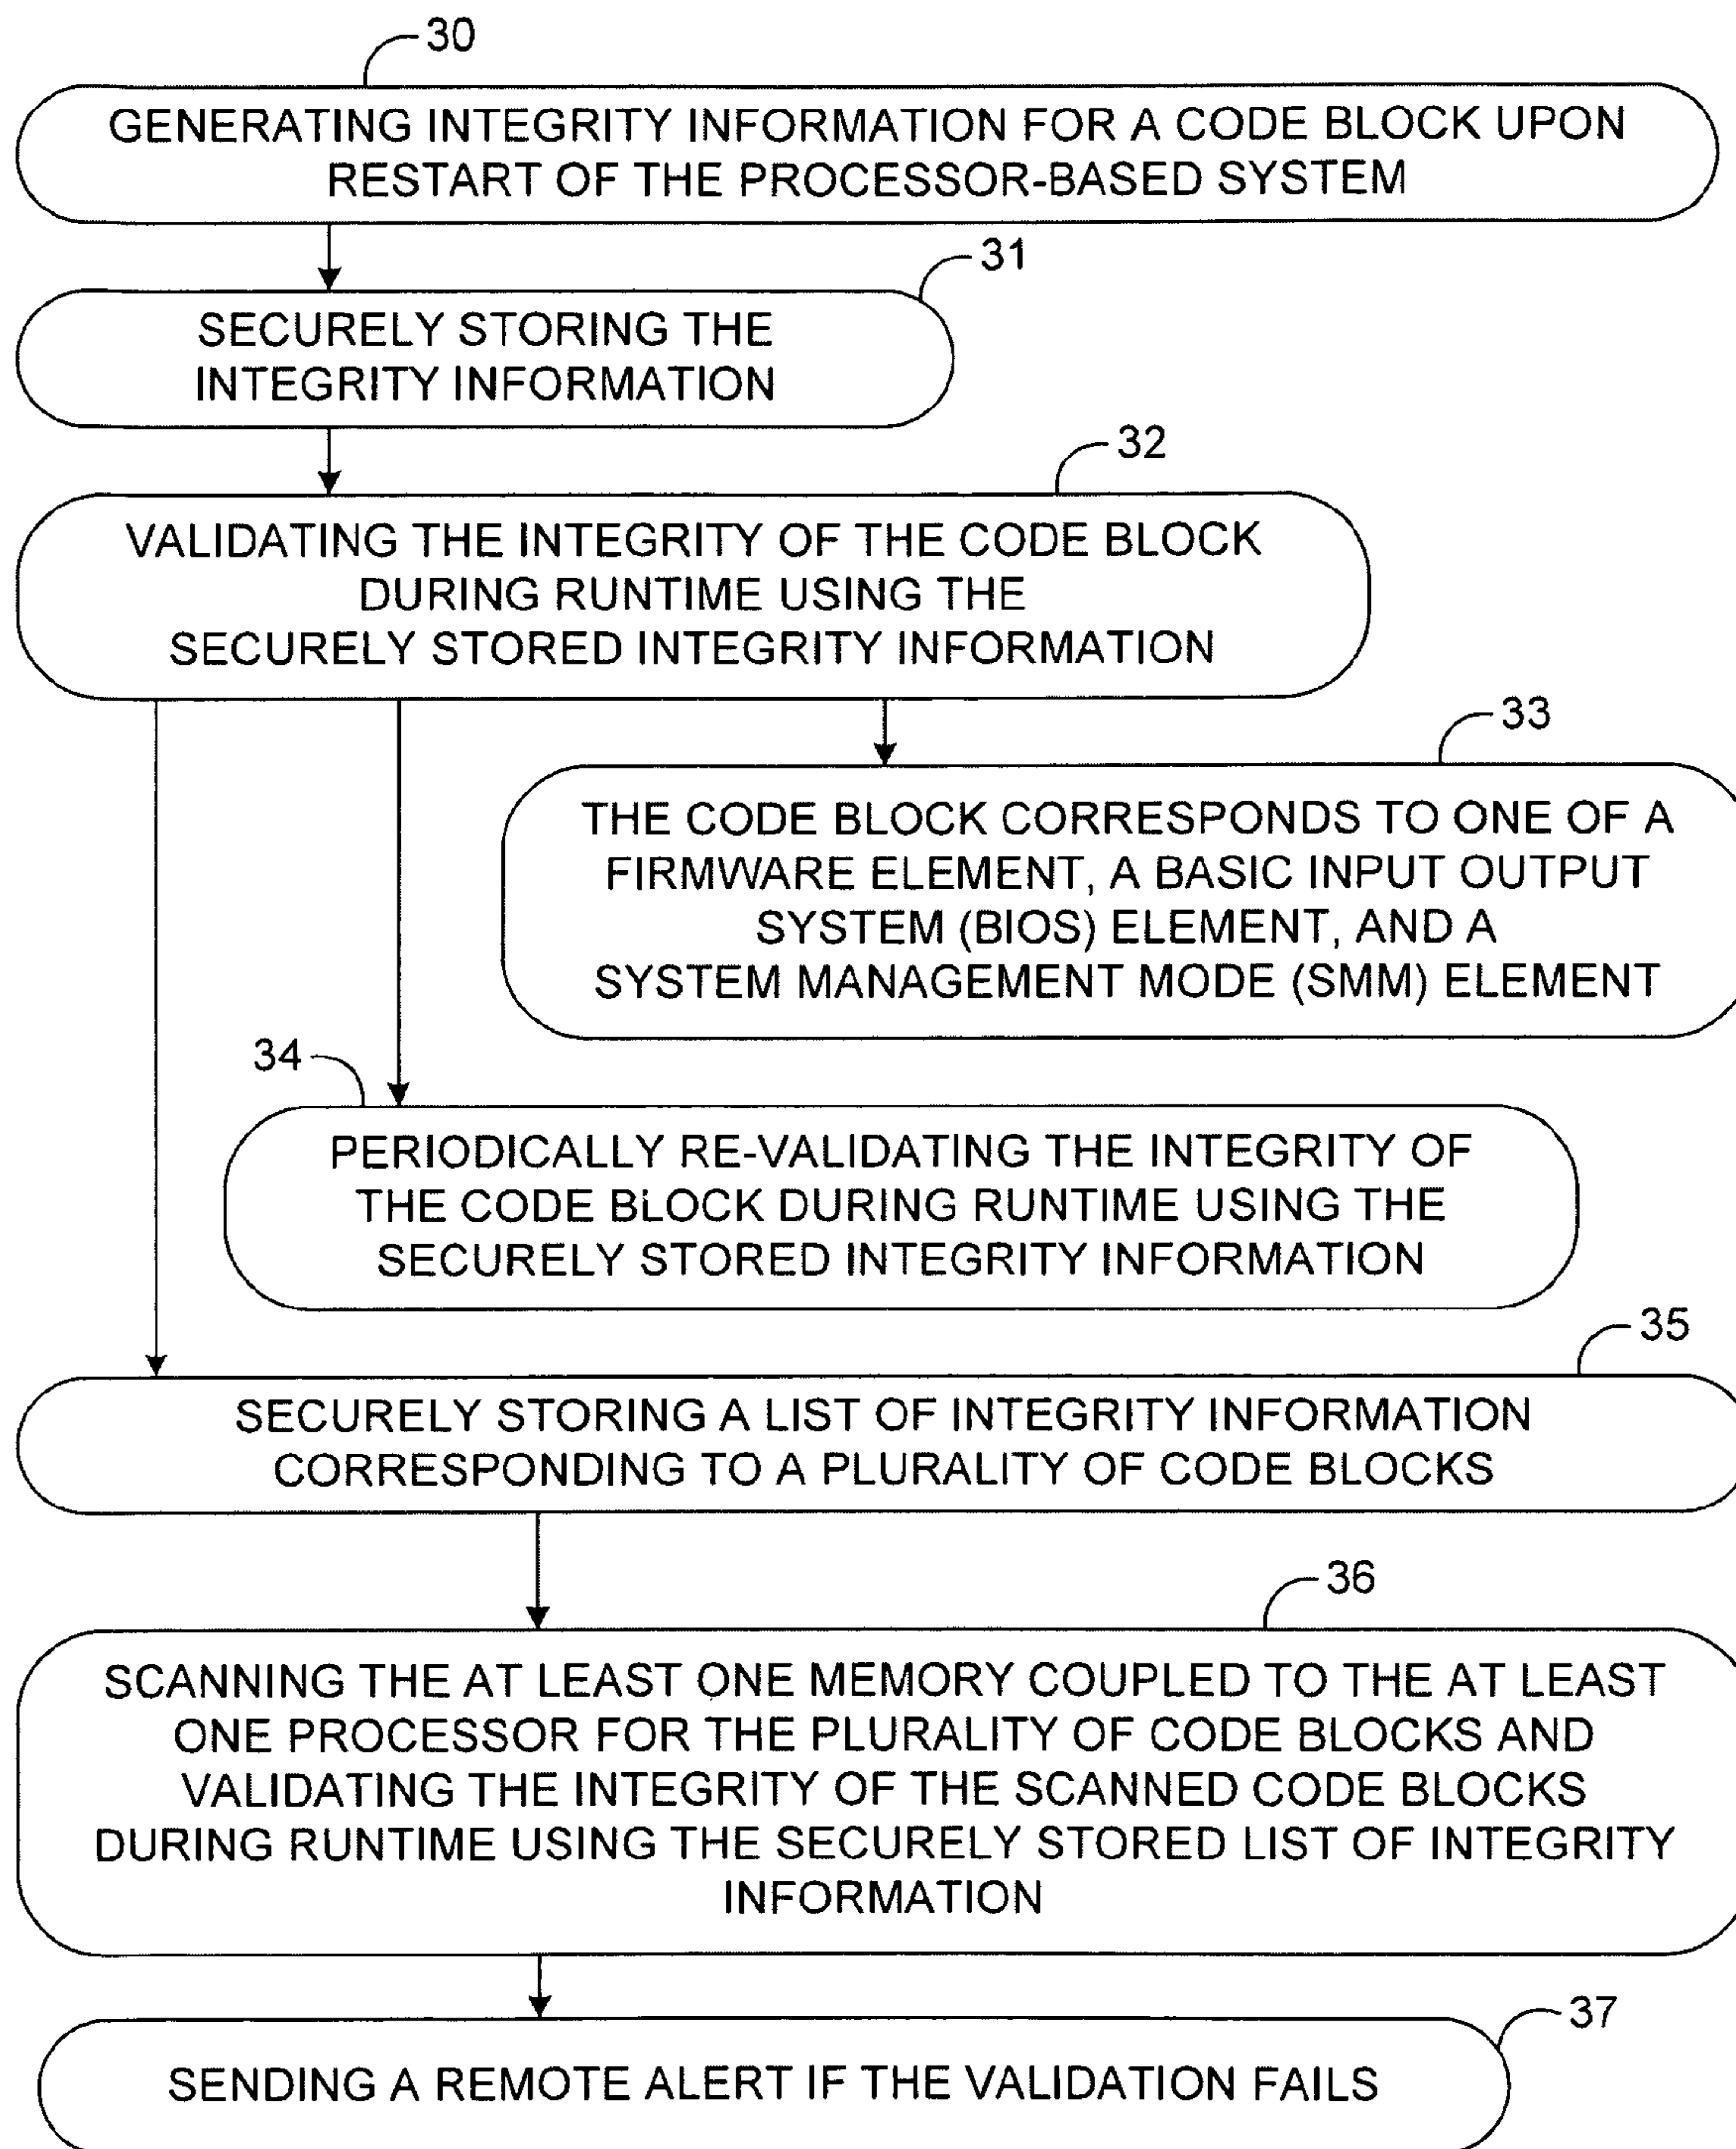 30
GENERATING INTEGRITY INFORMATION FOR A CODE BLOCK UPON
RESTART OF THE PROCESSOR-BASED SYSTEM
31
SECURELY STORING THE
INTEGRITY INFORMATION
32
VALIDATING THE INTEGRITY OF THE CODE BLOCK
DURING RUNTIME USING THE
SECURELY STORED INTEGRITY INFORMATION
33
THE CODE BLOCK CORRESPONDS TO ONE OF A
FIRMWARE ELEMENT, A BASIC INPUT OUTPUT
SYSTEM (BIOS) ELEMENT, AND A
SYSTEM MANAGEMENT MODE (SMM) ELEMENT
34
PERIODICALLY RE-VALIDATING THE INTEGRITY OF
THE CODE BLOCK DURING RUNTIME USING THE
SECURELY STORED INTEGRITY INFORMATION
35
SECURELY STORING A LIST OF INTEGRITY INFORMATION
CORRESPONDING TO A PLURALITY OF CODE BLOCKS
36
SCANNING THE AT LEAST ONE MEMORY COUPLED TO THE AT LEAST
ONE PROCESSOR FOR THE PLURALITY OF CODE BLOCKS AND
VALIDATING THE INTEGRITY OF THE SCANNED CODE BLOCKS
DURING RUNTIME USING THE SECURELY STORED LIST OF INTEGRITY
INFORMATION
37
SENDING A REMOTE ALERT IF THE VALIDATION FAILS